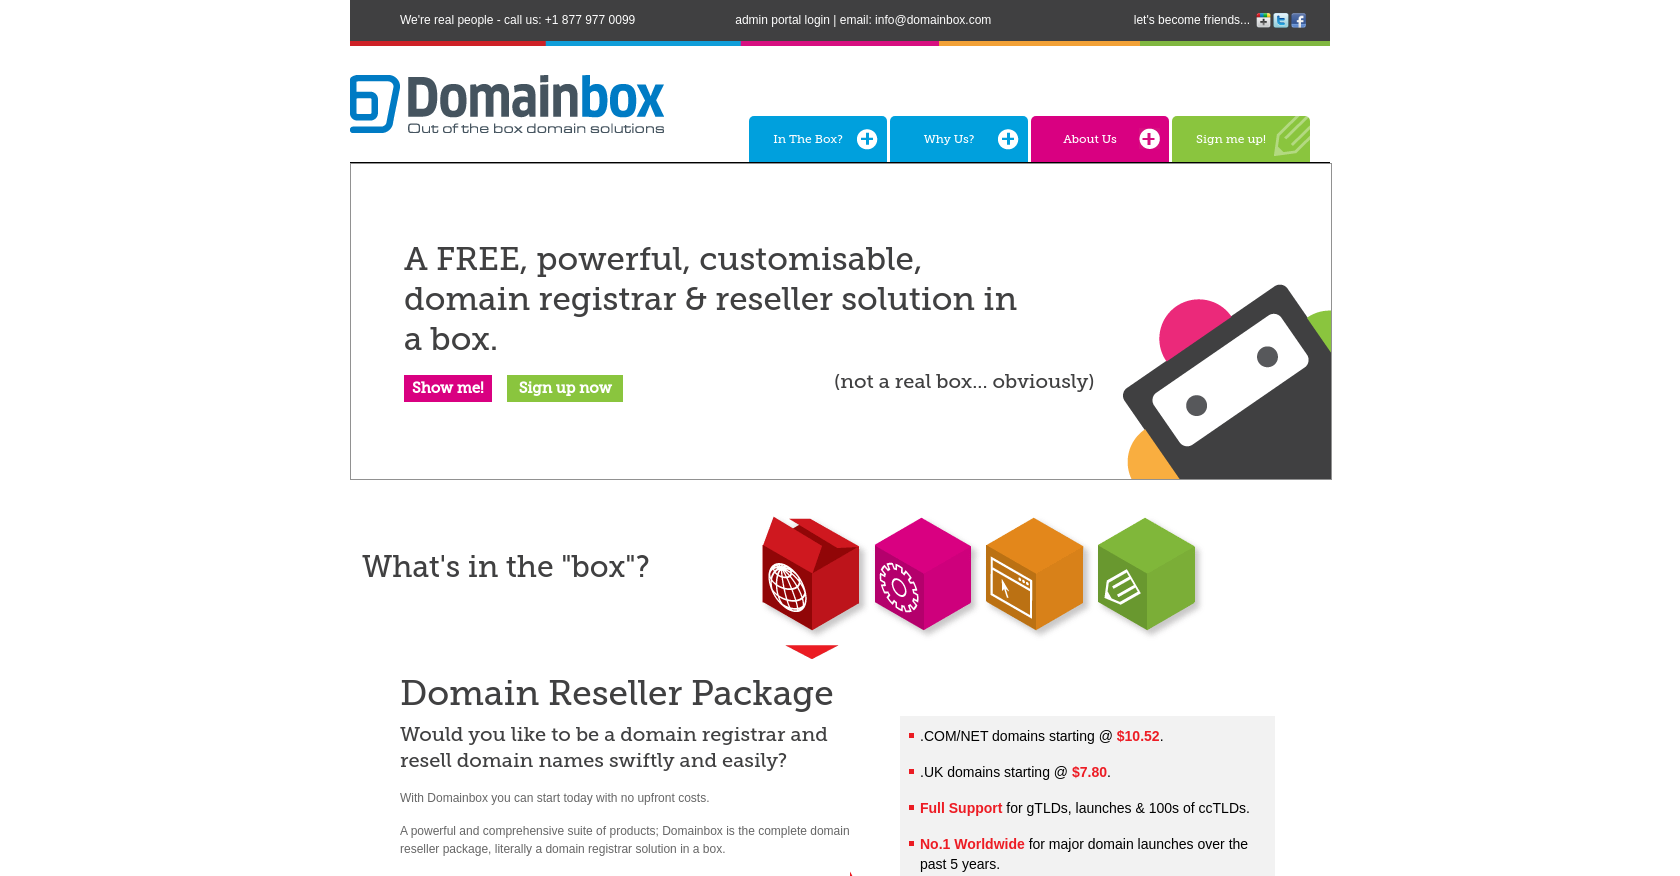 We're real people - call us: +1 877 977 0099
admin portal login | email: info@domainbox.com
let's become friends...
Domainbox
Out of the box domain solutions
In The Box?
Why Us?
About Us
Sign me up!
A FREE, powerful, customisable,
domain registrar & reseller solution in
a box.
Show me!
Sign up now
(not a real box... obviously)
What's in the "box"?
Domain Reseller Package
Would you like to be a domain registrar and
resell domain names swiftly and easily?
With Domainbox you can start today with no upfront costs.
A powerful and comprehensive suite of products; Domainbox is the complete domain
reseller package, literally a domain registrar solution in a box.
.COM/NET domains starting @ $10.52.
.UK domains starting @ $7.80.
Full Support for gTLDs, launches & 100s of ccTLDs.
No.1 Worldwide for major domain launches over the
past 5 years.